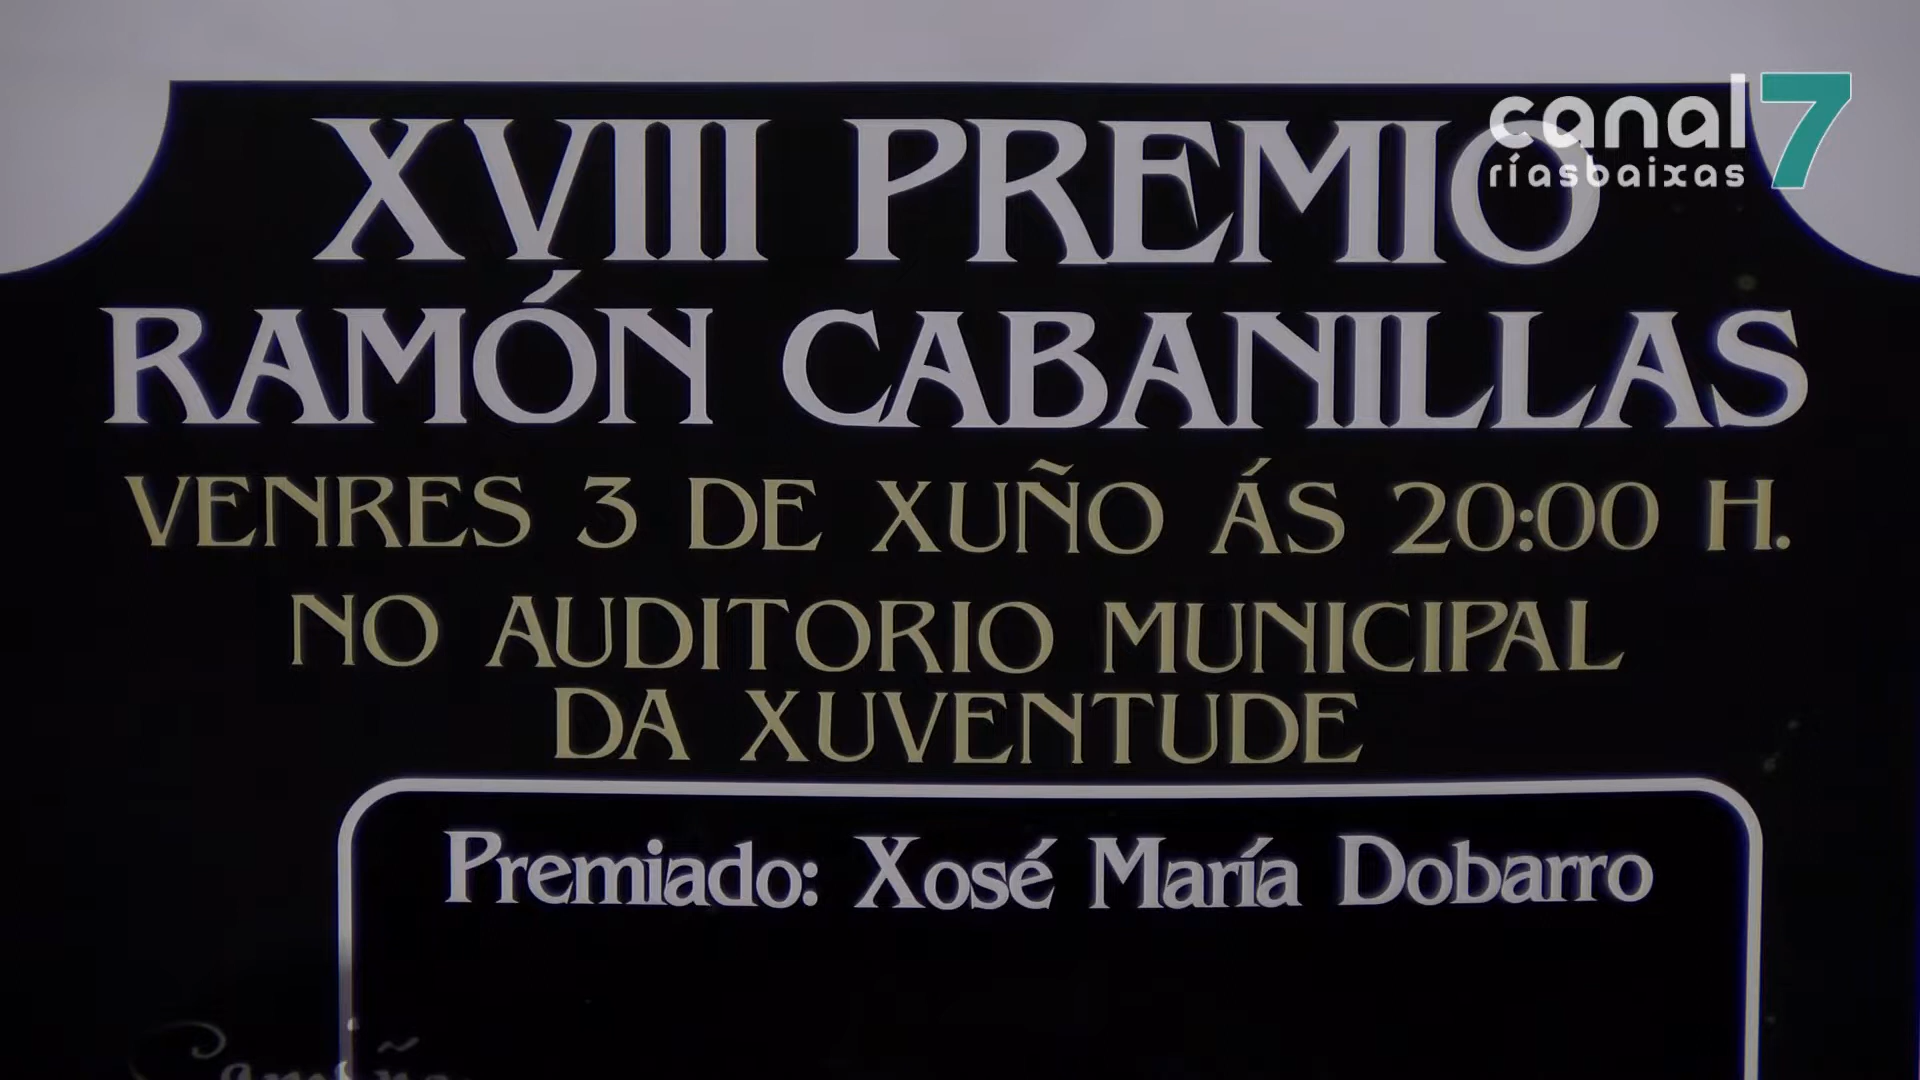 canal 7
ríasbaixas
XVIII PREMIO
RAMÓN CABANILLAS
VENRES 3 DE XUÑO ÁS 20:00 H.
NO AUDITORIO MUNICIPAL
DA XUVENTUDE
Premiado: Xosé María Dobarro